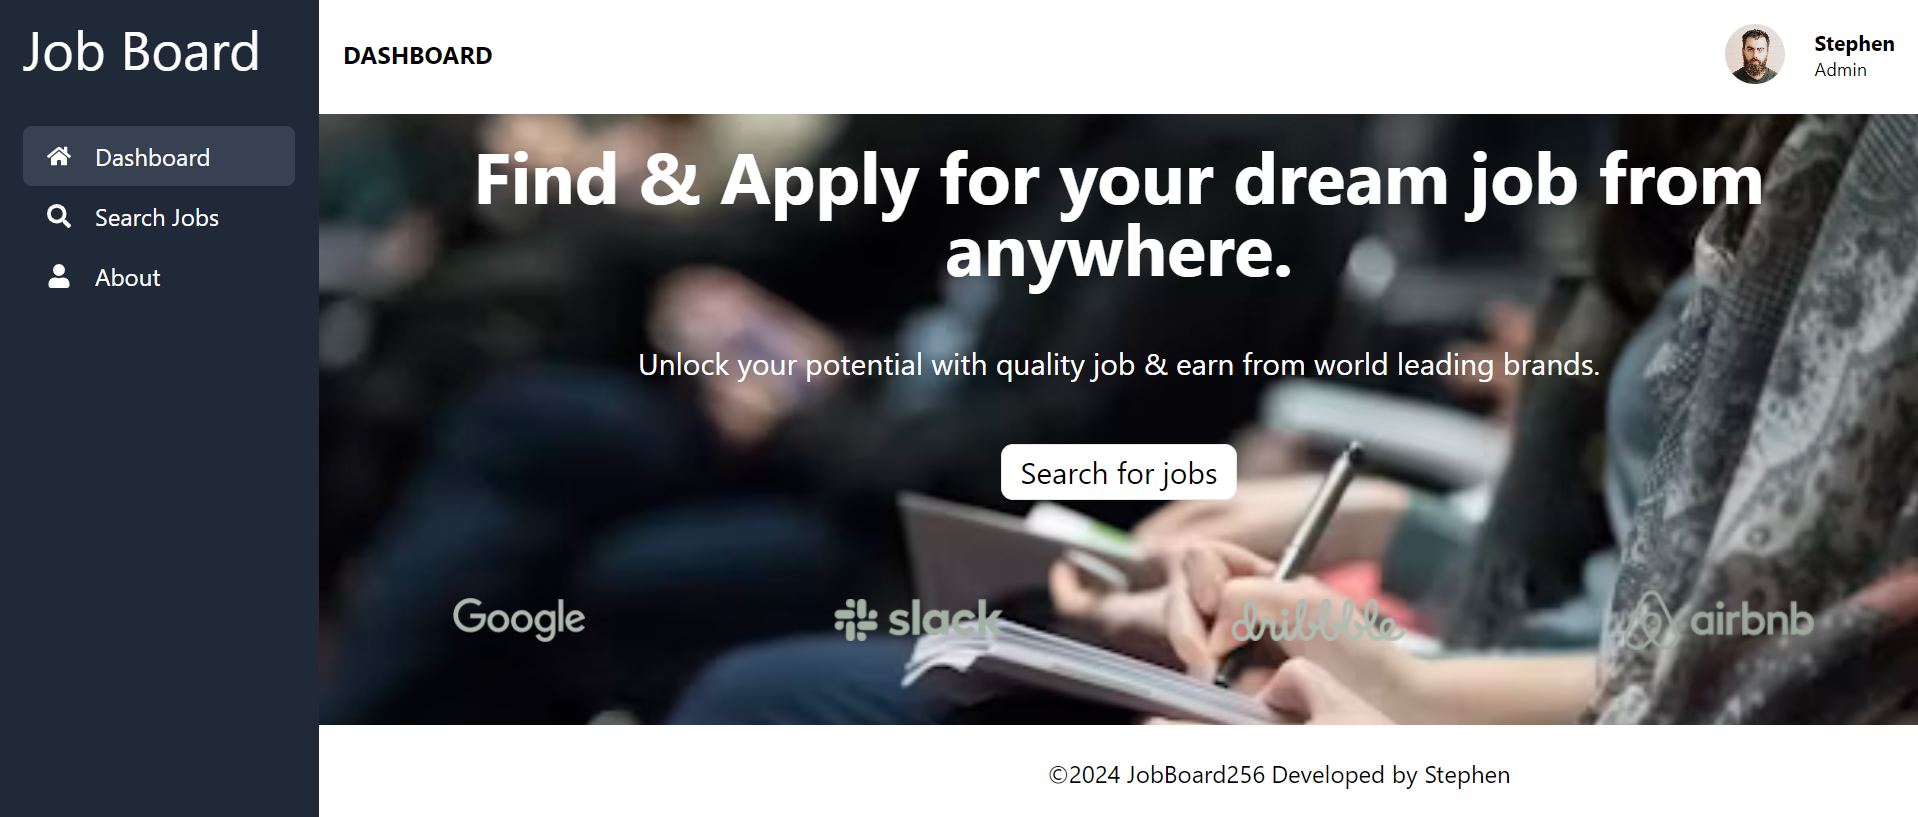 Job Board
Dashboard
Search Jobs
About
DASHBOARD
Stephen
Admin
Find & Apply for your dream job from
anywhere.
Unlock your potential with quality job & earn from world leading brands.
Search for jobs
Google
slack
dribbble
airbnb
©2024 JobBoard256 Developed by Stephen